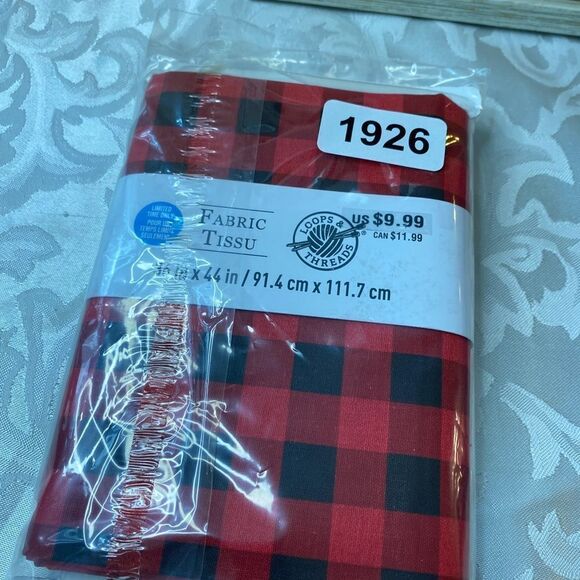 1926
LIMITED
TIME ONLY
POUR UN
TEMPS LIMITÉ
SEULEMENT
FABRIC
TISSU
LOOPS &
THREADS
®
US $9.99
CAN $11.99
36 in x 44 in / 91.4 cm x 111.7 cm